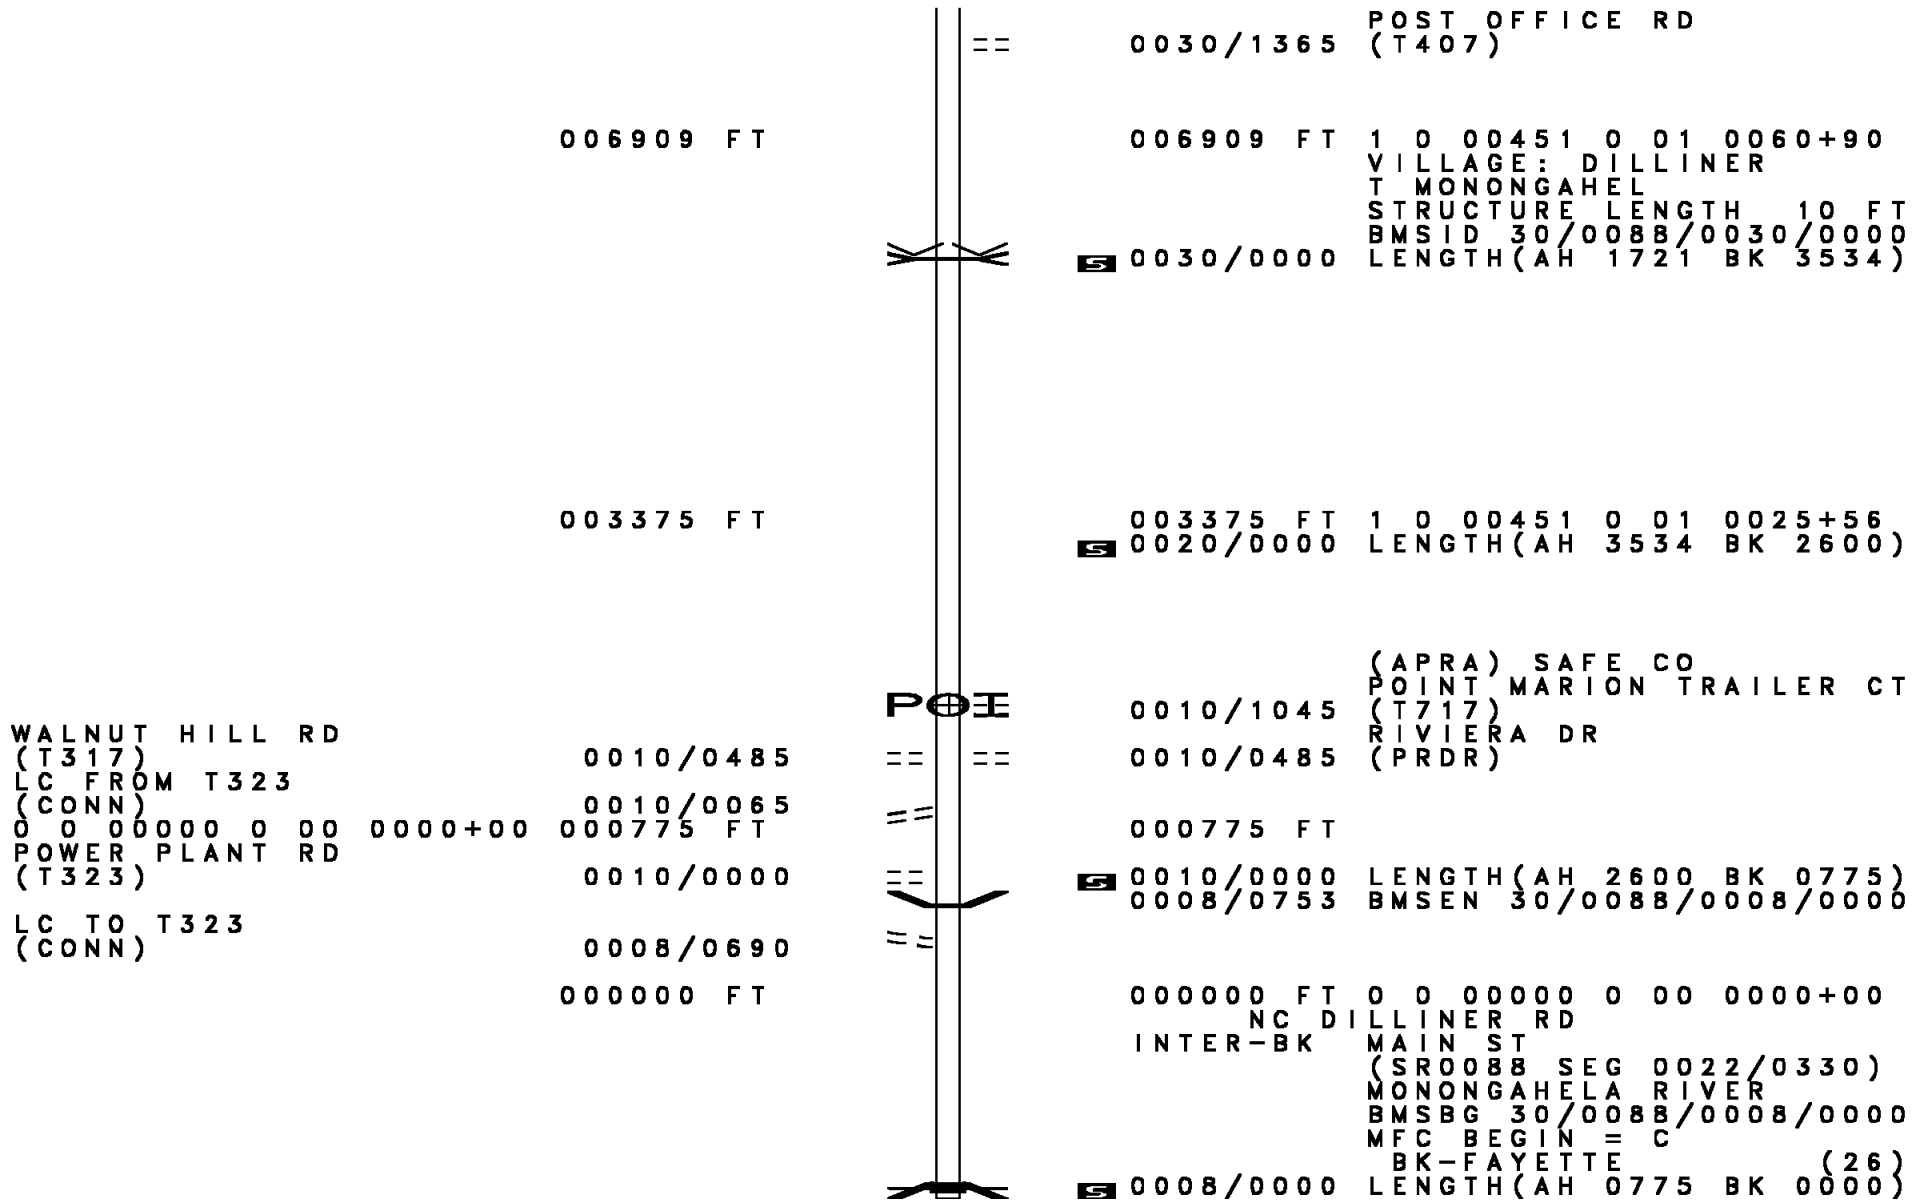 POST OFFICE RD
0030/1365 (T407)
006909 FT 006909 FT 1 0 00451 0 01 0060+90
VILLAGE: DILLINER
T MONONGAHEL
STRUCTURE LENGTH 10 FT
BMSID 30/0088/0030/0000
S 0030/0000 LENGTH(AH 1721 BK 3534)
003375 FT 003375 FT 1 0 00451 0 01 0025+56
S 0020/0000 LENGTH(AH 3534 BK 2600)
(APRA) SAFE CO
POINT MARION TRAILER CT
POI 0010/1045 (T717)
WALNUT HILL RD RIVIERA DR
(T317) 0010/0485 0010/0485 (PRDR)
LC FROM T323
(CONN) 0010/0065
0 0 00000 0 00 0000+00 000775 FT 000775 FT
POWER PLANT RD
(T323) 0010/0000 S 0010/0000 LENGTH(AH 2600 BK 0775)
0008/0753 BMSEN 30/0088/0008/0000
LC TO T323
(CONN) 0008/0690
000000 FT 000000 FT 0 0 00000 0 00 0000+00
NC DILLINER RD
INTER-BK MAIN ST
(SR0088 SEG 0022/0330)
MONONGAHELA RIVER
BMSBG 30/0088/0008/0000
MFC BEGIN = C
BK-FAYETTE (26)
S 0008/0000 LENGTH(AH 0775 BK 0000)